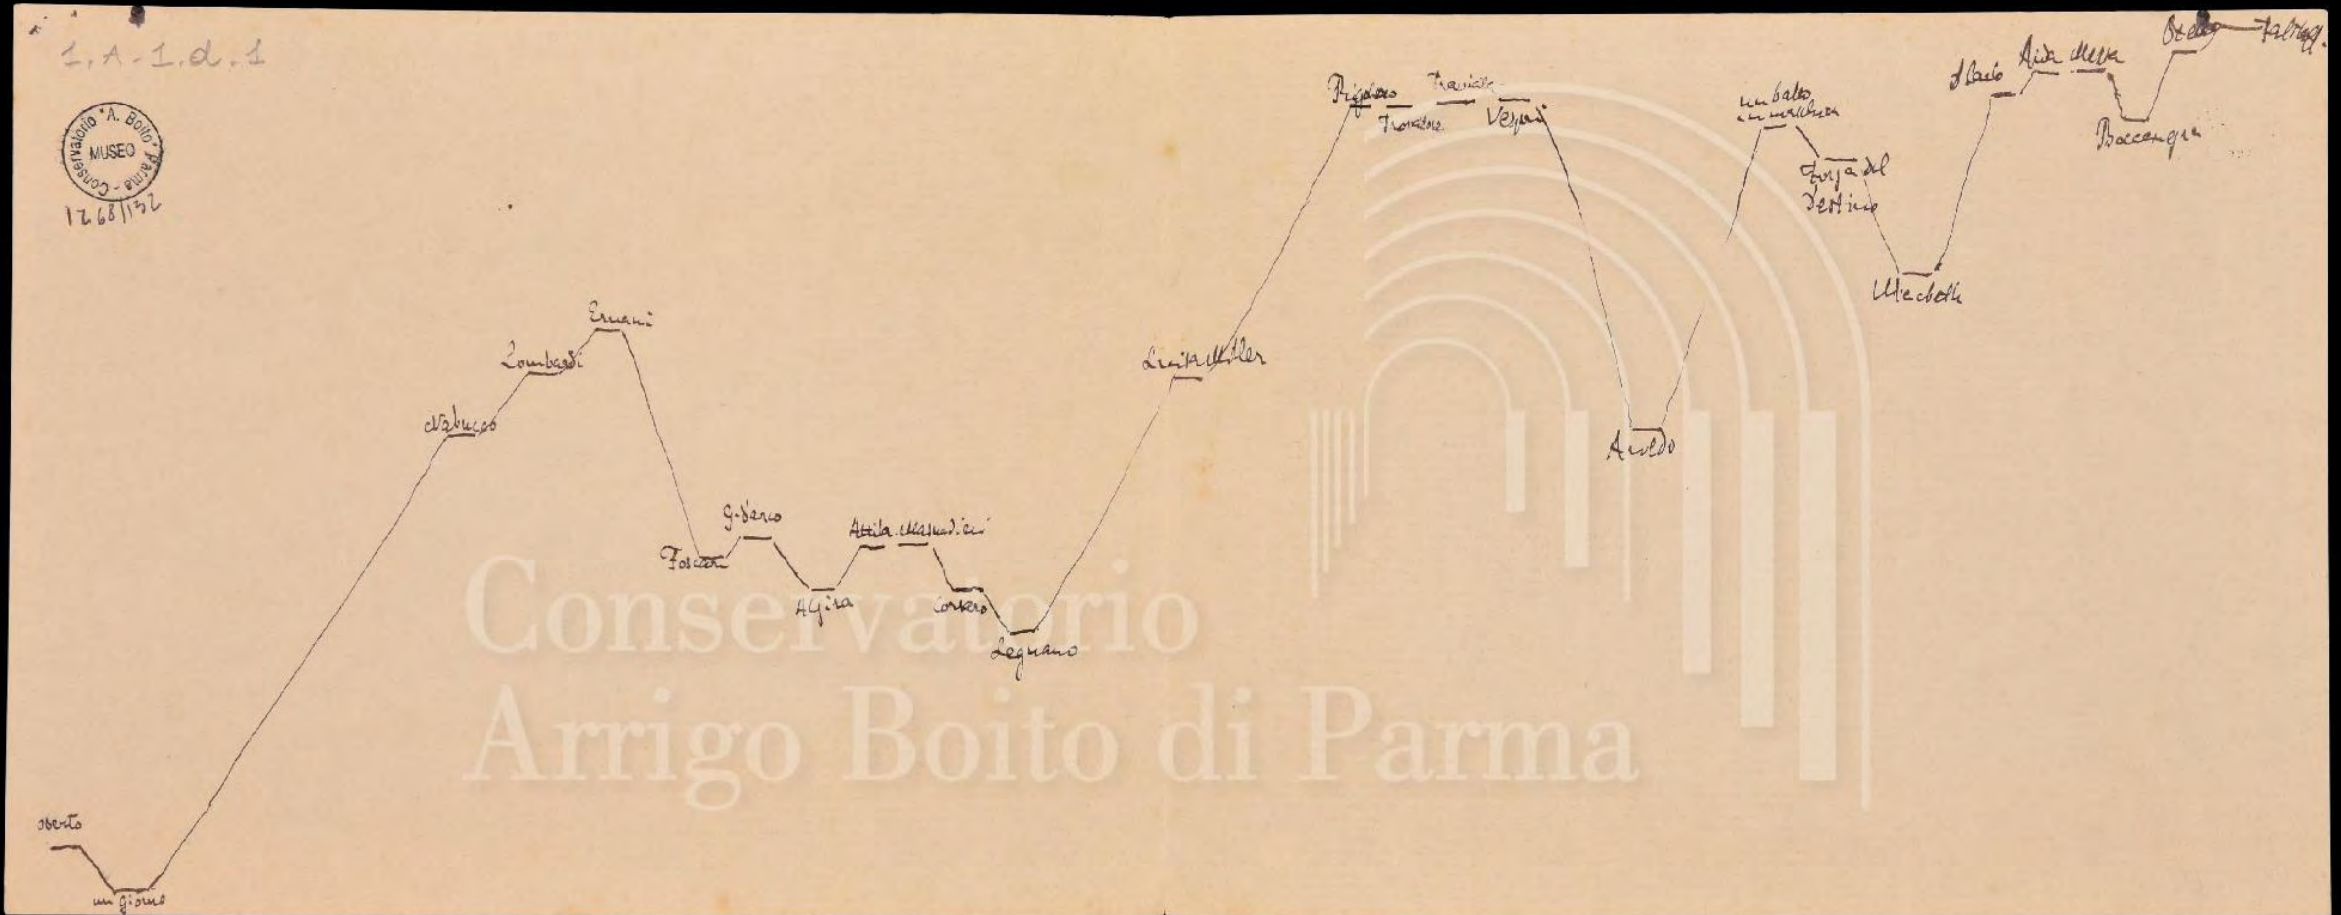 1.A-1.d.1
Conservatorio "A. Boito" Parma
MUSEO
1268/132
Oberto
un giorno
Nabucco
Lombardi
Ernani
Foscari
G. d'arco
Alzira
Attila Masnadieri
Corsaro
Legnano
Luisa Miller
Rigoletto
Trovatore
Traviata
Vespri
Aroldo
un ballo
in maschera
Forza del
Destino
Macbeth
D Carlo
Aida Messa
Boccanegra
Otello
Falstaff.
Conservatorio
Arrigo Boito di Parma